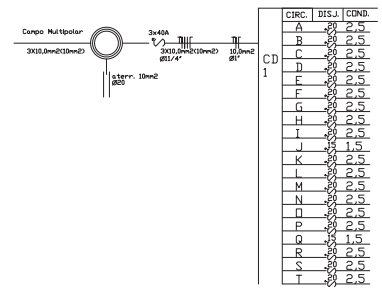 Campo Multipolar
3X10,0mm2(10mm2)
aterr. 10mm2
Ø20
3x40A
3X10,0mm2(10mm2)
Ø11/4"
10,0mm2
Ø1"
CD
1
CIRC. DISJ. COND.
A 20 2,5
B 20 2,5
C 20 2,5
D 20 2,5
E 20 2,5
F 20 2,5
G 20 2,5
H 20 2,5
I 20 2,5
J 15 1,5
K 20 2,5
L 20 2,5
M 20 2,5
N 20 2,5
O 20 2,5
P 20 2,5
Q 15 1,5
R 20 2,5
S 20 2,5
T 20 2,5